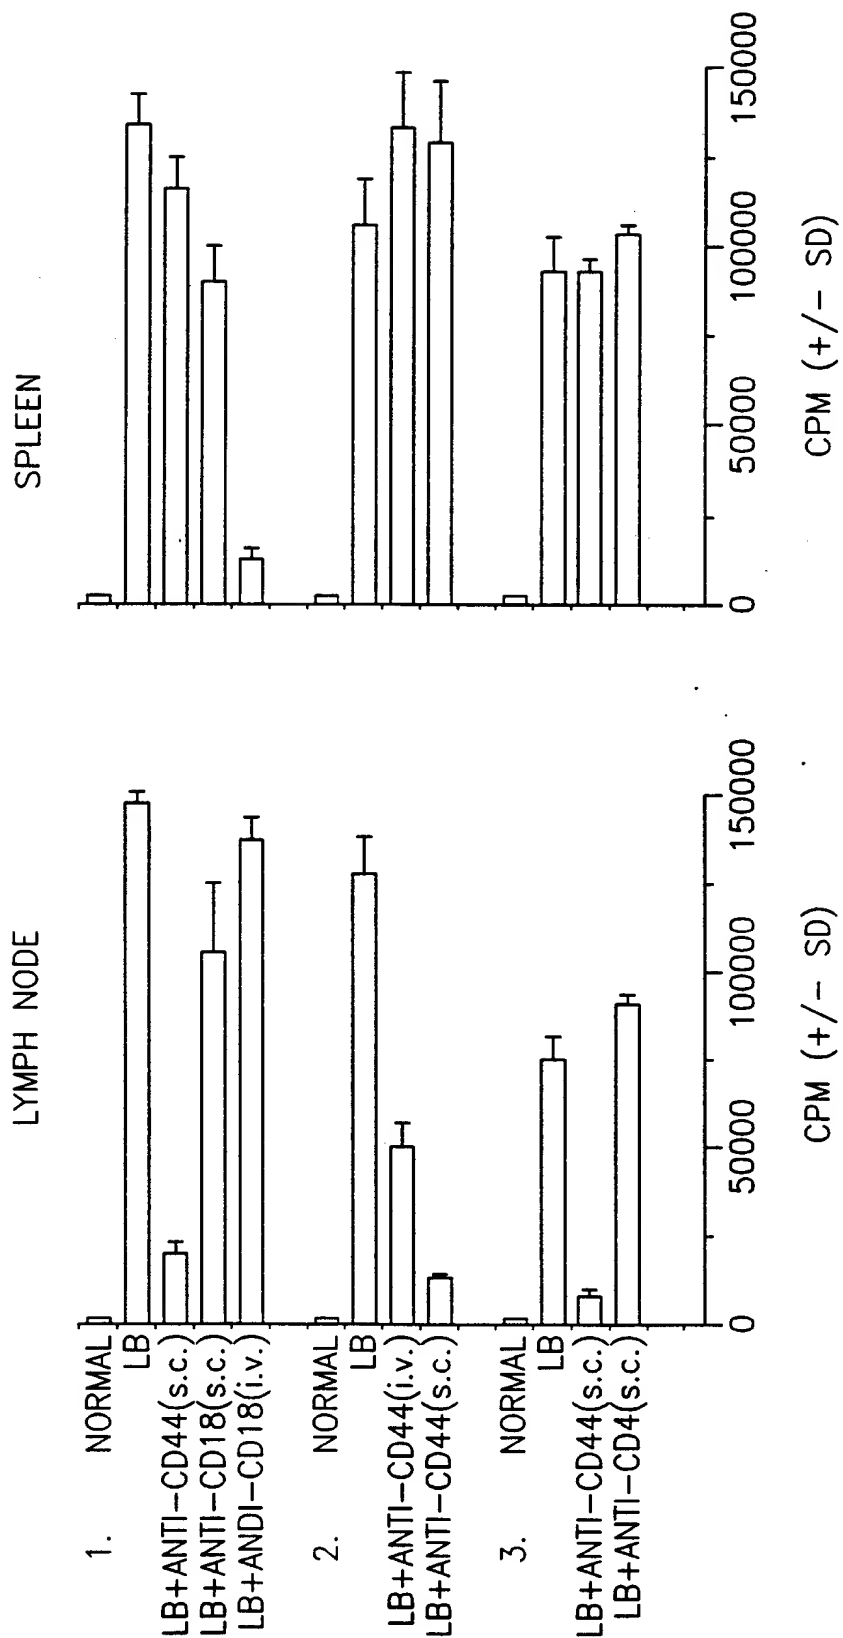 LYMPH NODE
SPLEEN
1. NORMAL
LB
LB+ANTI-CD44(s.c.)
LB+ANTI-CD18(s.c.)
LB+ANDI-CD18(i.v.)
2. NORMAL
LB
LB+ANTI-CD44(i.v.)
LB+ANTI-CD44(s.c.)
3. NORMAL
LB
LB+ANTI-CD44(s.c.)
LB+ANTI-CD4(s.c.)
0 50000 100000 150000
0 50000 100000 150000
CPM (+/- SD)
CPM (+/- SD)